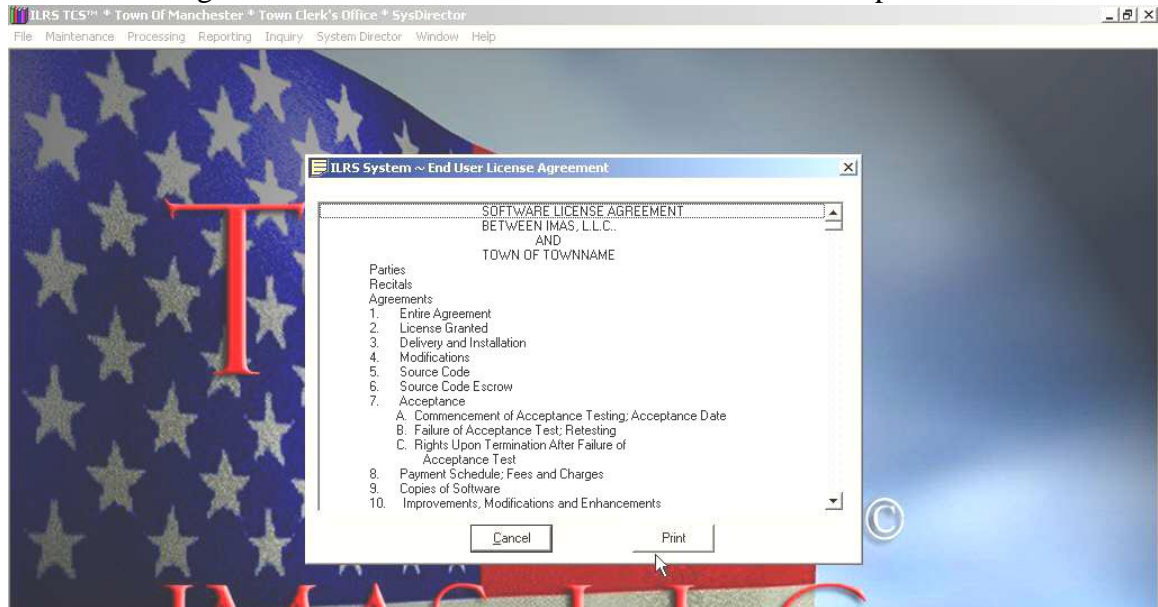 ILRS TCS™ * Town Of Manchester * Town Clerk's Office * SysDirector
File Maintenance Processing Reporting Inquiry System Director Window Help
T
ILRS System ~ End User License Agreement
SOFTWARE LICENSE AGREEMENT
BETWEEN IMAS, L.L.C..
AND
TOWN OF TOWNNAME
Parties
Recitals
Agreements
1. Entire Agreement
2. License Granted
3. Delivery and Installation
4. Modifications
5. Source Code
6. Source Code Escrow
7. Acceptance
A. Commencement of Acceptance Testing; Acceptance Date
B. Failure of Acceptance Test; Retesting
C. Rights Upon Termination After Failure of
Acceptance Test
8. Payment Schedule; Fees and Charges
9. Copies of Software
10. Improvements, Modifications and Enhancements
Cancel Print
©